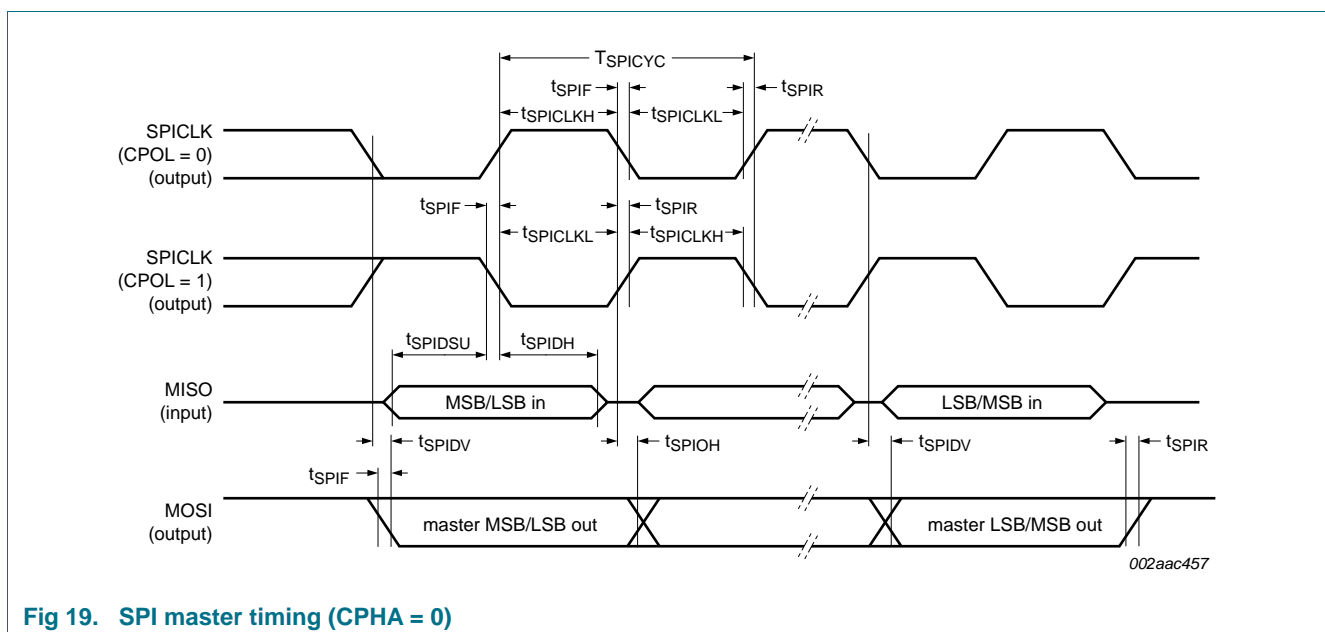 TSPICYC
tSPIF
tSPIR
tSPICLKH
tSPICLKL
SPICLK
(CPOL = 0)
(output)
tSPIF
tSPIR
tSPICLKL
tSPICLKH
SPICLK
(CPOL = 1)
(output)
tSPIDSU
tSPIDH
MISO
(input)
MSB/LSB in
LSB/MSB in
tSPIDV
tSPIOH
tSPIDV
tSPIR
tSPIF
MOSI
(output)
master MSB/LSB out
master LSB/MSB out
002aac457
Fig 19. SPI master timing (CPHA = 0)